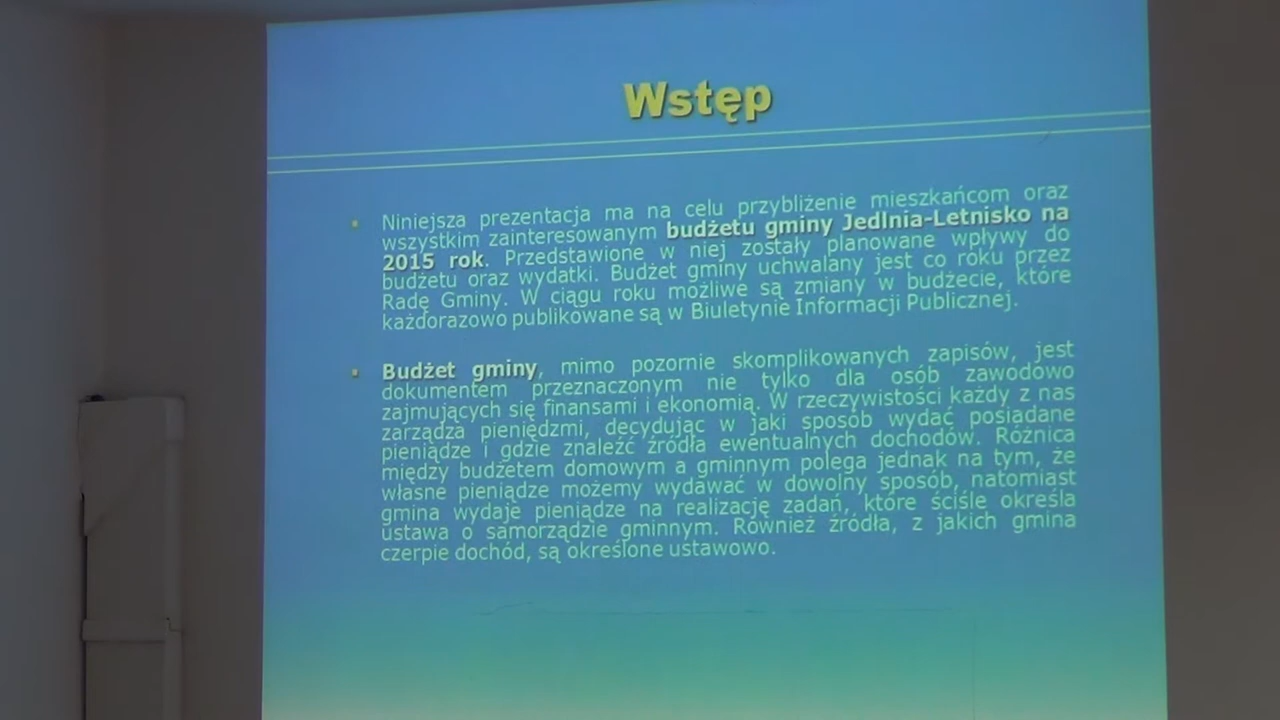 Wstęp
Niniejsza prezentacja ma na celu przybliżenie mieszkańcom oraz
wszystkim zainteresowanym budżetu gminy Jedlnia-Letnisko na
2015 rok. Przedstawione w niej zostały planowane wpływy do
budżetu oraz wydatki. Budżet gminy uchwalany jest co roku przez
Radę Gminy. W ciągu roku możliwe są zmiany w budżecie, które
każdorazowo publikowane są w Biuletynie Informacji Publicznej.
Budżet gminy, mimo pozornie skomplikowanych zapisów, jest
dokumentem przeznaczonym nie tylko dla osób zawodowo
zajmujących się finansami i ekonomią. W rzeczywistości każdy z nas
zarządza pieniędzmi, decydując w jaki sposób wydać posiadane
pieniądze i gdzie znaleźć źródła ewentualnych dochodów. Różnica
między budżetem domowym a gminnym polega jednak na tym, że
własne pieniądze możemy wydawać w dowolny sposób, natomiast
gmina wydaje pieniądze na realizację zadań, które ściśle określa
ustawa o samorządzie gminnym. Również źródła, z jakich gmina
czerpie dochód, są określone ustawowo.